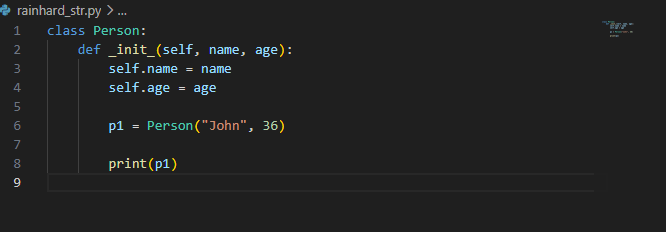 rainhard_str.py > ...
1 class Person:
2     def _init_(self, name, age):
3         self.name = name
4         self.age = age
5
6         p1 = Person("John", 36)
7
8         print(p1)
9